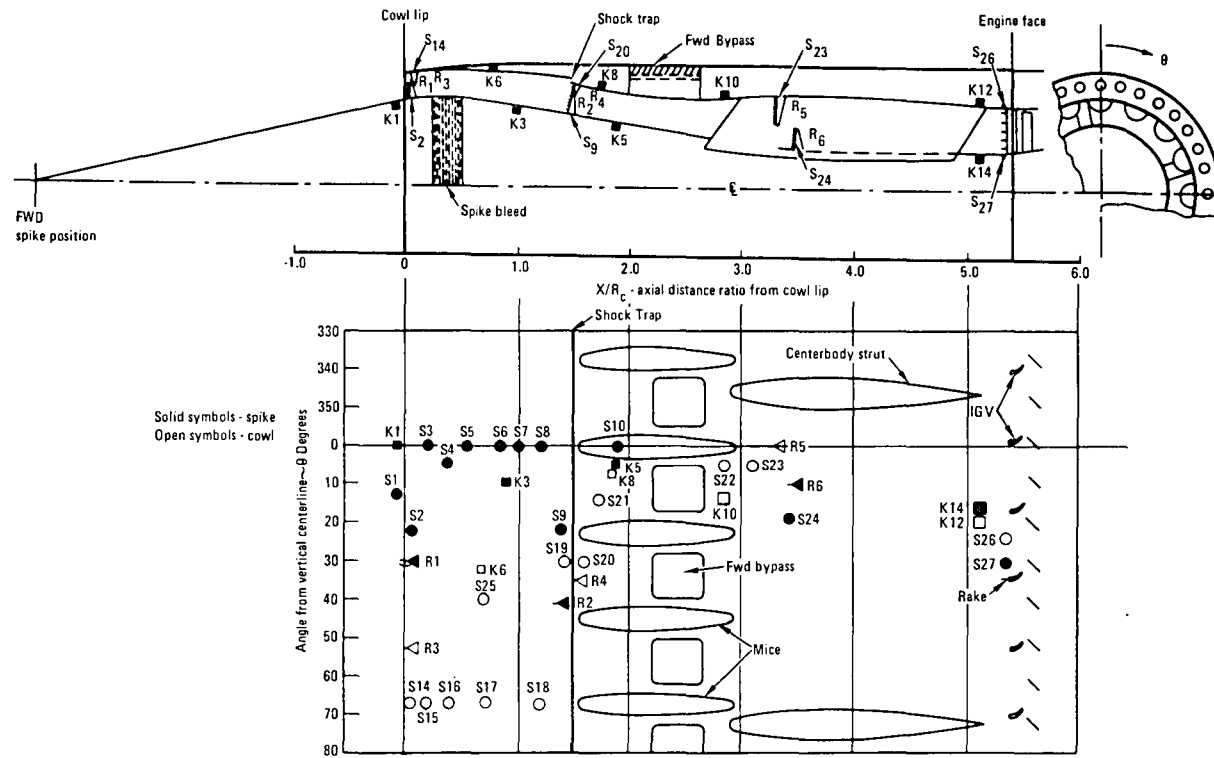 Cowl lip
Shock trap
Engine face
S14
S20
Fwd Bypass
S23
S26
θ
R1
R3
K6
K8
K10
K12
R4
R2
R5
K1
S2
K3
S9
K5
R6
S24
K14
S27
℄
FWD
spike position
Spike bleed
-1.0
0
1.0
2.0
3.0
4.0
5.0
6.0
X/Rc - axial distance ratio from cowl lip
Shock Trap
330
340
350
0
10
20
30
40
50
60
70
80
Angle from vertical centerline~θ Degrees
Solid symbols - spike
Open symbols - cowl
Centerbody strut
IGV
K1
S3
S5
S6
S7
S8
S10
R5
S4
K5
K8
S22
S23
S1
K3
S21
K10
R6
S2
S9
S24
K14
K12
S19
S20
S26
R1
K6
Fwd bypass
S27
S25
R4
R2
Rake
R3
Mice
S14
S16
S17
S18
S15